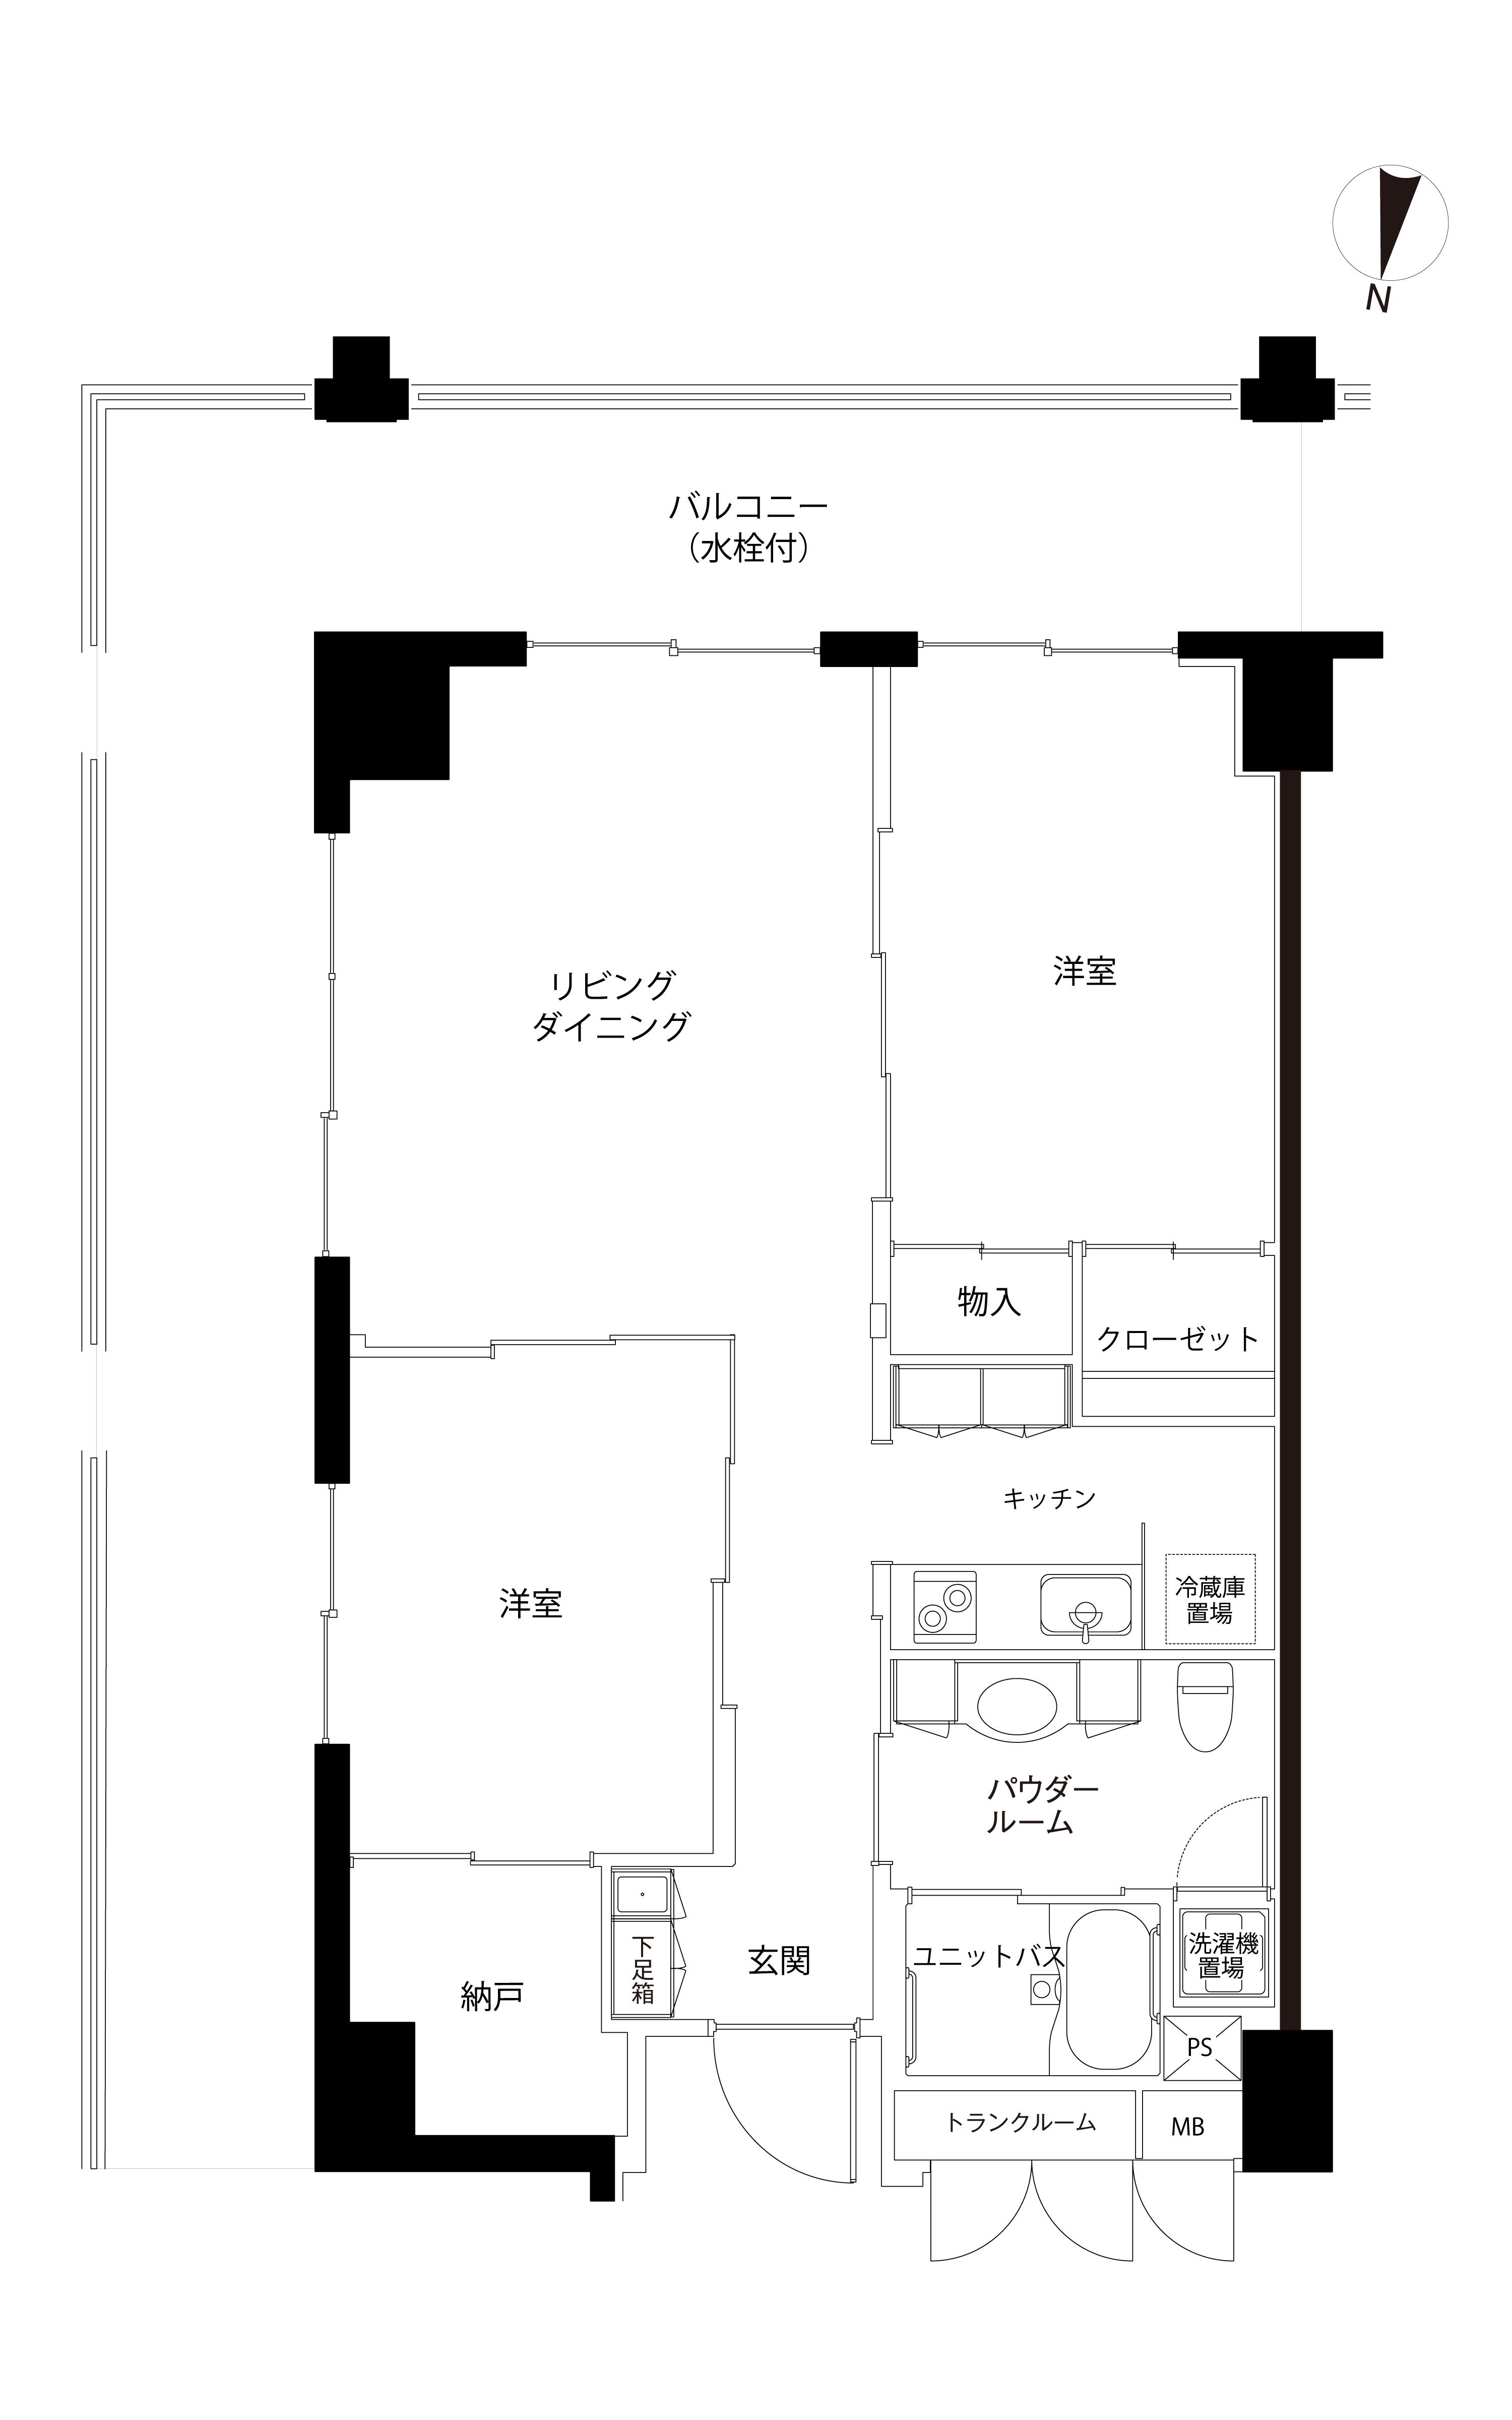 N
バルコニー
（水栓付）
リビング
ダイニング
洋室
物入
クローゼット
キッチン
冷蔵庫
置場
洋室
パウダー
ルーム
ユニットバス
洗濯機
置場
下足箱
玄関
納戸
PS
トランクルーム
MB